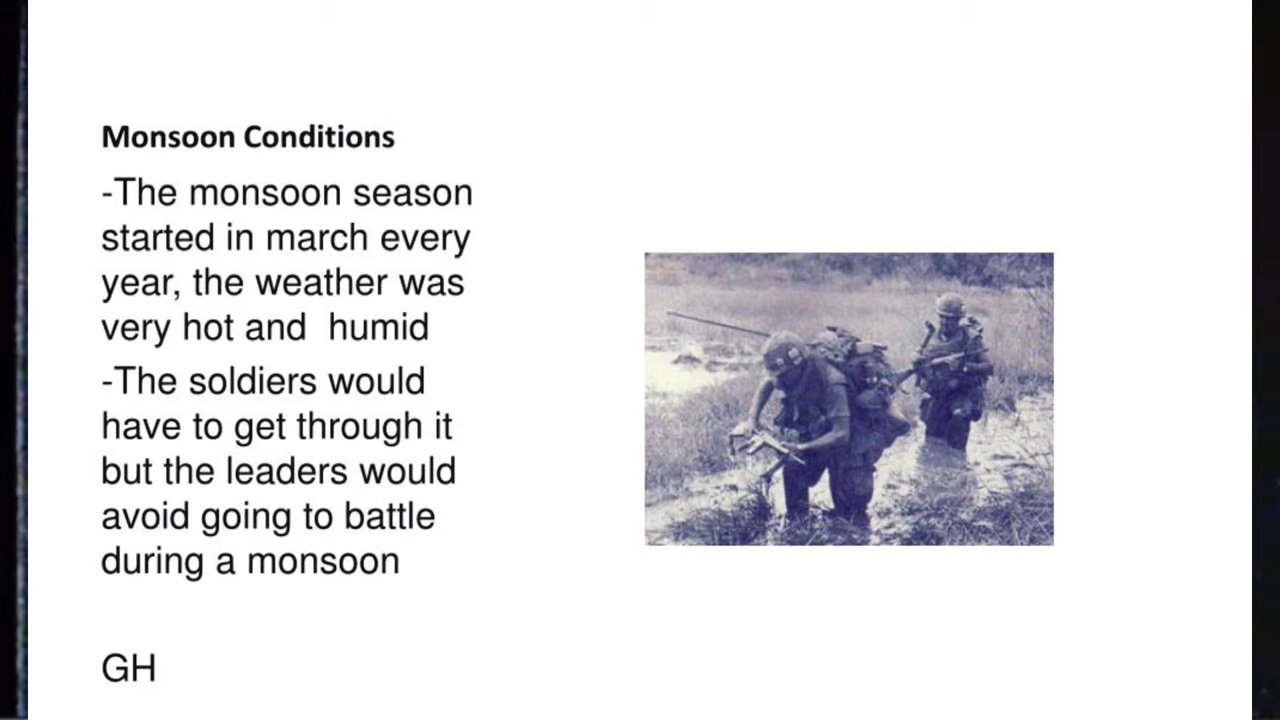 Monsoon Conditions
-The monsoon season
started in march every
year, the weather was
very hot and  humid
-The soldiers would
have to get through it
but the leaders would
avoid going to battle
during a monsoon
GH